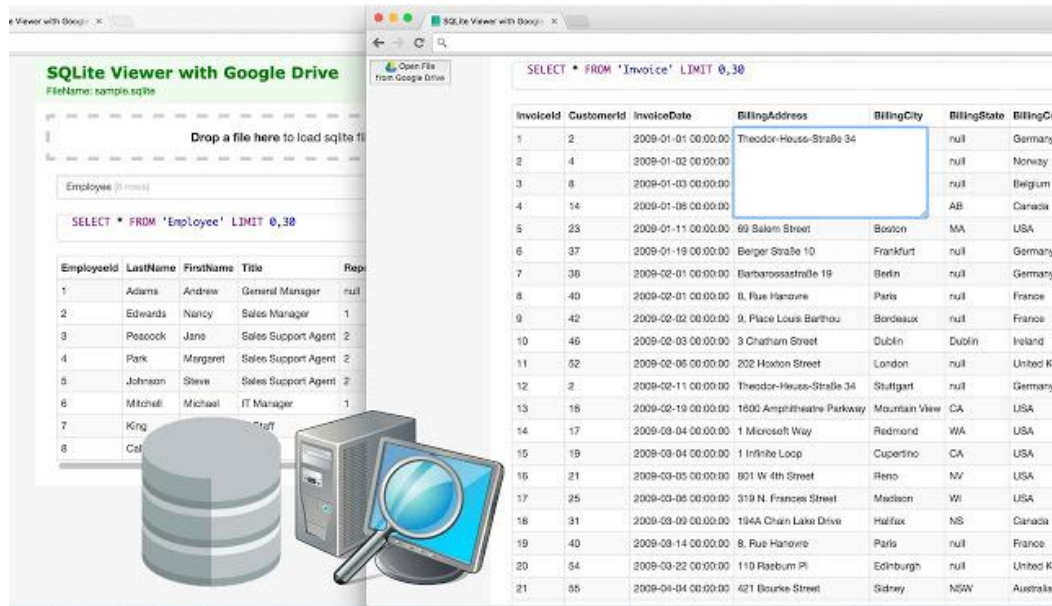 e Viewer with Google ×
SQLite Viewer with Google Drive
FileName: sample.sqlite
Drop a file here to load sqlite fil
Employee (8 rows)
SELECT * FROM 'Employee' LIMIT 0,30
EmployeeId LastName FirstName Title Repo
1 Adams Andrew General Manager null
2 Edwards Nancy Sales Manager 1
3 Peacock Jane Sales Support Agent 2
4 Park Margaret Sales Support Agent 2
5 Johnson Steve Sales Support Agent 2
6 Mitchell Michael IT Manager 1
7 King Staff
8 Cal
SQLite Viewer with Google ×
Open File
from Google Drive
SELECT * FROM 'Invoice' LIMIT 0,30
InvoiceId CustomerId InvoiceDate BillingAddress BillingCity BillingState BillingC
1 2 2009-01-01 00:00:00 Theodor-Heuss-Straße 34 null Germany
2 4 2009-01-02 00:00:00 null Norway
3 8 2009-01-03 00:00:00 null Belgium
4 14 2009-01-06 00:00:00 AB Canada
5 23 2009-01-11 00:00:00 69 Salem Street Boston MA USA
6 37 2009-01-19 00:00:00 Berger Straße 10 Frankfurt null Germany
7 38 2009-02-01 00:00:00 Barbarossastraße 19 Berlin null Germany
8 40 2009-02-01 00:00:00 8, Rue Hanovre Paris null France
9 42 2009-02-02 00:00:00 9, Place Louis Barthou Bordeaux null France
10 46 2009-02-03 00:00:00 3 Chatham Street Dublin Dublin Ireland
11 52 2009-02-06 00:00:00 202 Hoxton Street London null United K
12 2 2009-02-11 00:00:00 Theodor-Heuss-Straße 34 Stuttgart null Germany
13 16 2009-02-19 00:00:00 1600 Amphitheatre Parkway Mountain View CA USA
14 17 2009-03-04 00:00:00 1 Microsoft Way Redmond WA USA
15 19 2009-03-04 00:00:00 1 Infinite Loop Cupertino CA USA
16 21 2009-03-05 00:00:00 801 W 4th Street Reno NV USA
17 25 2009-03-06 00:00:00 319 N. Frances Street Madison WI USA
18 31 2009-03-09 00:00:00 194A Chain Lake Drive Halifax NS Canada
19 40 2009-03-14 00:00:00 8, Rue Hanovre Paris null France
20 54 2009-03-22 00:00:00 110 Raeburn Pl Edinburgh null United K
21 55 2009-04-04 00:00:00 421 Bourke Street Sidney NSW Australia